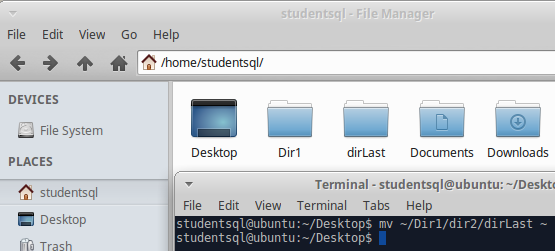 studentsql - File Manager
File Edit View Go Help
/home/studentsql/
DEVICES
File System
PLACES
studentsql
Desktop
Trash
Desktop Dir1 dirLast Documents Downloads
Terminal - studentsql@ubuntu: ~/Deskto
File Edit View Terminal Tabs Help
studentsql@ubuntu:~/Desktop$ mv ~/Dir1/dir2/dirLast ~
studentsql@ubuntu:~/Desktop$